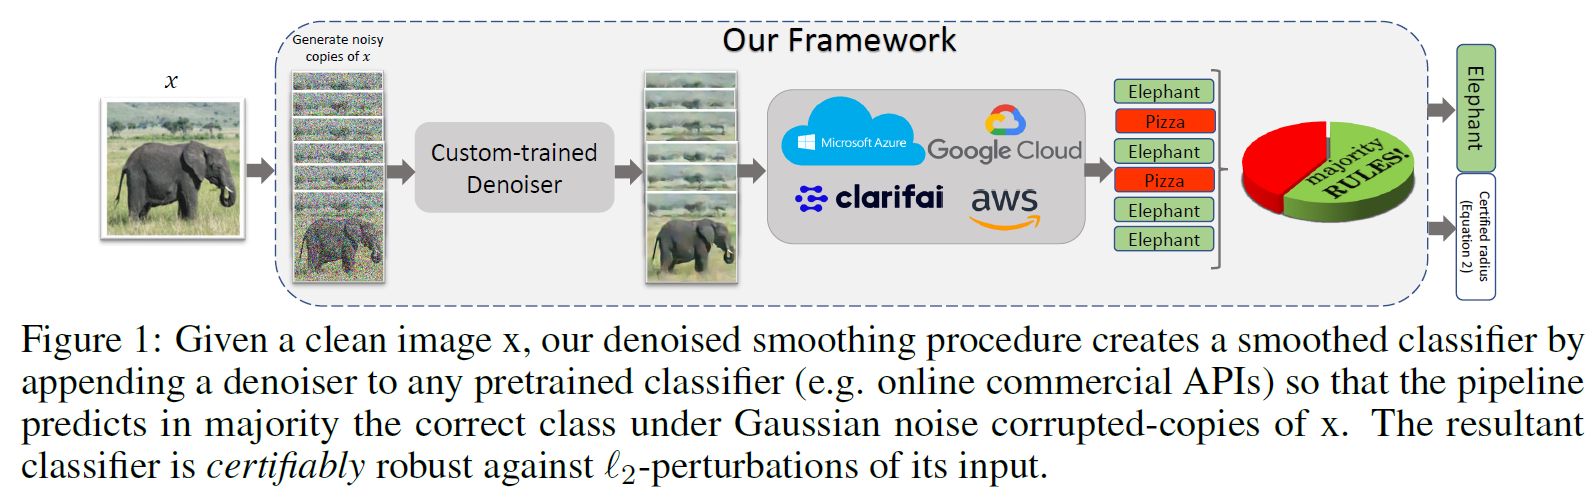 Our Framework
Generate noisy
copies of x
x
Custom-trained
Denoiser
Microsoft Azure
Google Cloud
clarifai
aws
Elephant
Pizza
Elephant
Pizza
Elephant
Elephant
majority
RULES!
Elephant
Certified radius
(Equation 2)
Figure 1: Given a clean image x, our denoised smoothing procedure creates a smoothed classifier by
appending a denoiser to any pretrained classifier (e.g. online commercial APIs) so that the pipeline
predicts in majority the correct class under Gaussian noise corrupted-copies of x. The resultant
classifier is certifiably robust against ℓ₂-perturbations of its input.